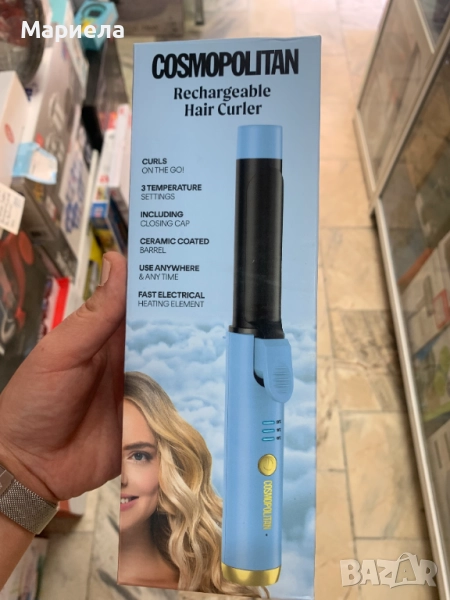 Мариела
COSMOPOLITAN
Rechargeable
Hair Curler
CURLS
ON THE GO!
3 TEMPERATURE
SETTINGS
INCLUDING
CLOSING CAP
CERAMIC COATED
BARREL
USE ANYWHERE
& ANY TIME
FAST ELECTRICAL
HEATING ELEMENT
COSMOPOLITAN
BAZAR